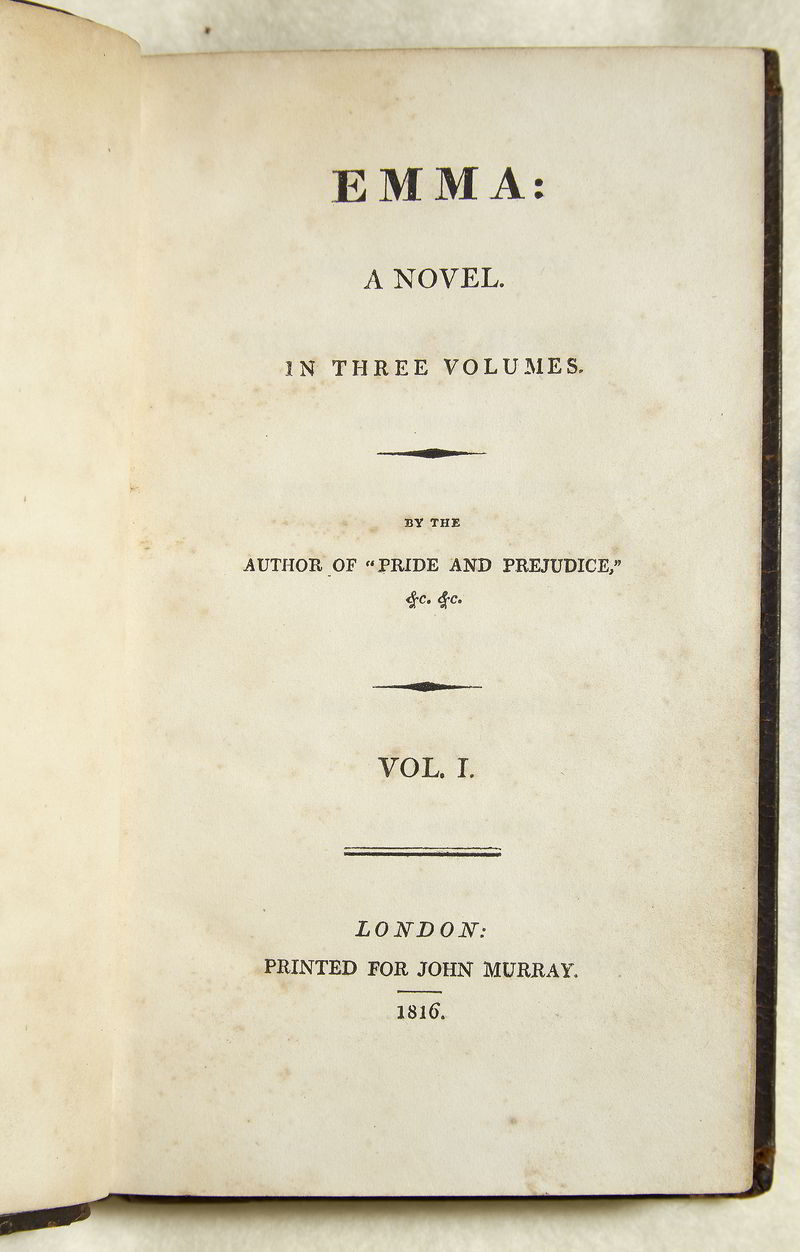 EMMA:
A NOVEL.
IN THREE VOLUMES.
BY THE
AUTHOR OF “PRIDE AND PREJUDICE,”
&c. &c.
VOL. I.
LONDON:
PRINTED FOR JOHN MURRAY.
1816.